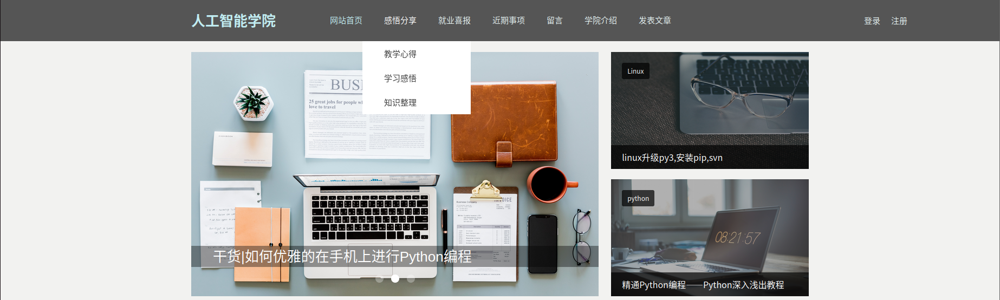 人工智能学院
网站首页 感悟分享 就业喜报 近期事项 留言 学院介绍 发表文章
登录 注册
教学心得
学习感悟
知识整理
BUSI
25 great jobs for people
love to travel
Business Company
干货|如何优雅的在手机上进行Python编程
Linux
linux升级py3,安装pip,svn
python
08:21:57
精通Python编程——Python深入浅出教程